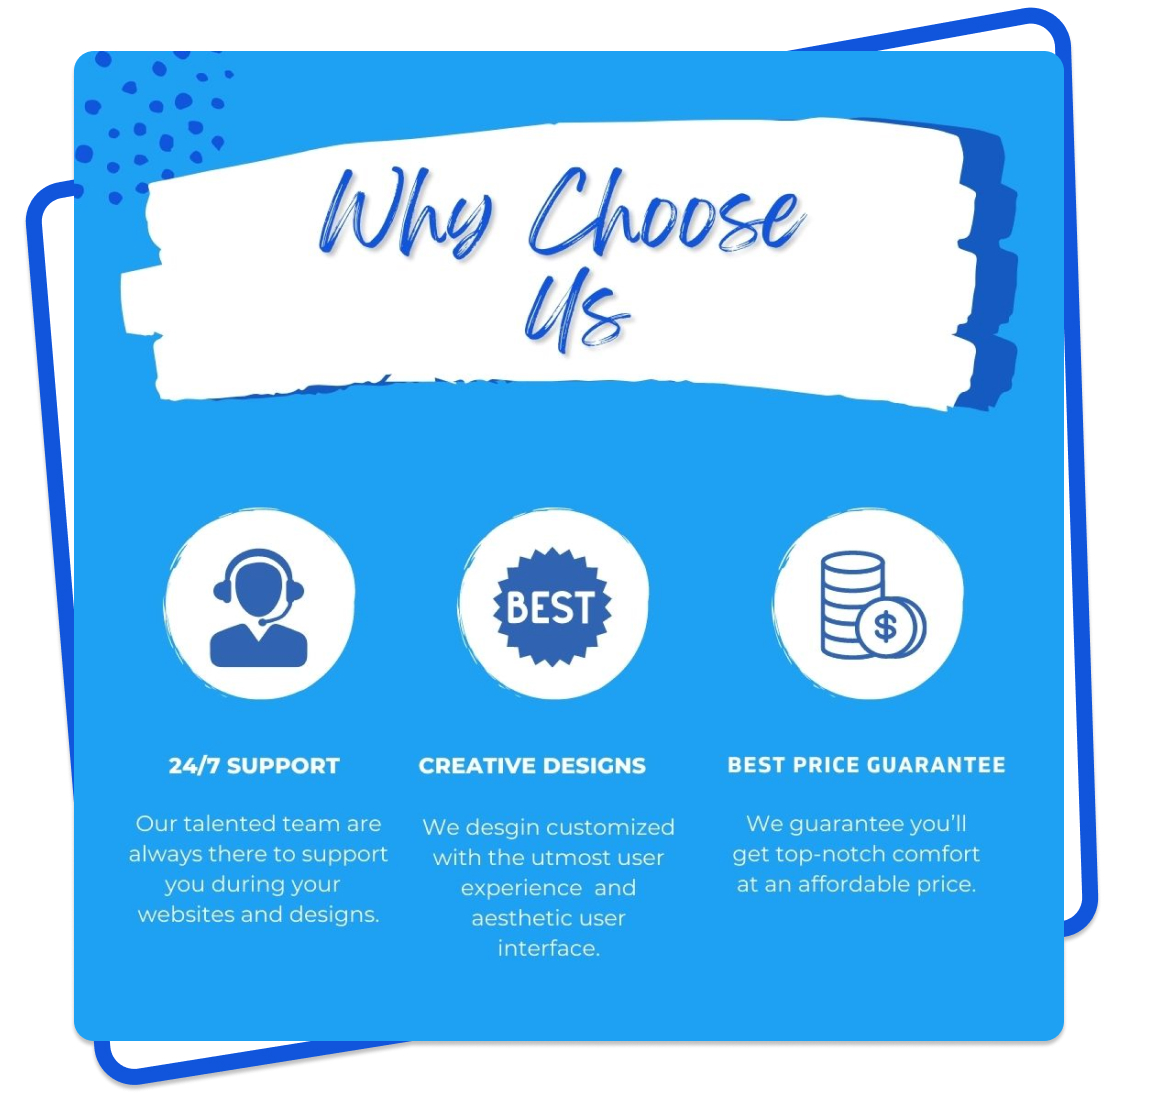 Why Choose
Us
BEST
$
24/7 SUPPORT
Our talented team are
always there to support
you during your
websites and designs.
CREATIVE DESIGNS
We desgin customized
with the utmost user
experience  and
aesthetic user
interface.
BEST PRICE GUARANTEE
We guarantee you'll
get top-notch comfort
at an affordable price.